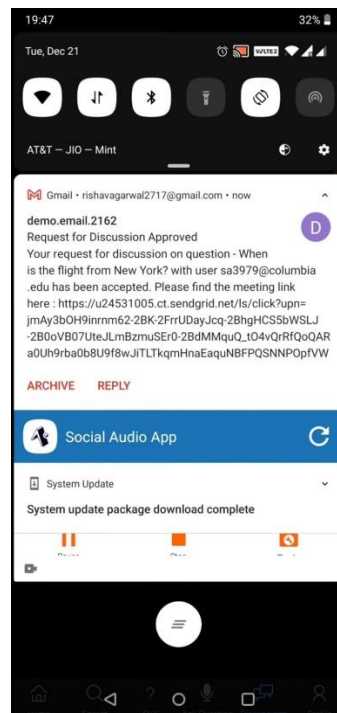 19:47
32%
Tue, Dec 21
VoLTE2
AT&T — JIO — Mint
Gmail • rishavagarwal2717@gmail.com • now
demo.email.2162
D
Request for Discussion Approved
Your request for discussion on question - When
is the flight from New York? with user sa3979@columbia
.edu has been accepted. Please find the meeting link
here : https://u24531005.ct.sendgrid.net/ls/click?upn=
jmAy3bOH9inrnm62-2BK-2FrrUDayJcq-2BhgHCS5bWSLJ
-2B0oVB07UteJLmBzmuSEr0-2BdMMquQ_tO4vQrRfQoQAR
a0Uh9rba0b8U9f8wJiTLTkqmHnaEaquNBFPQSNNPOpfVW
ARCHIVE REPLY
Social Audio App
System Update
System update package download complete